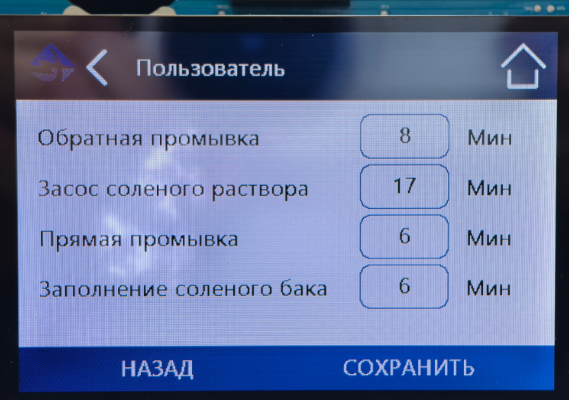 Пользователь
Обратная промывка 8 Мин
Засос соленого раствора 17 Мин
Прямая промывка 6 Мин
Заполнение соленого бака 6 Мин
НАЗАД СОХРАНИТЬ